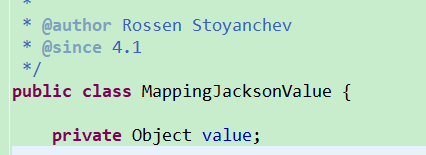 *
* @author Rossen Stoyanchev
* @since 4.1
*/
public class MappingJacksonValue {
private Object value;